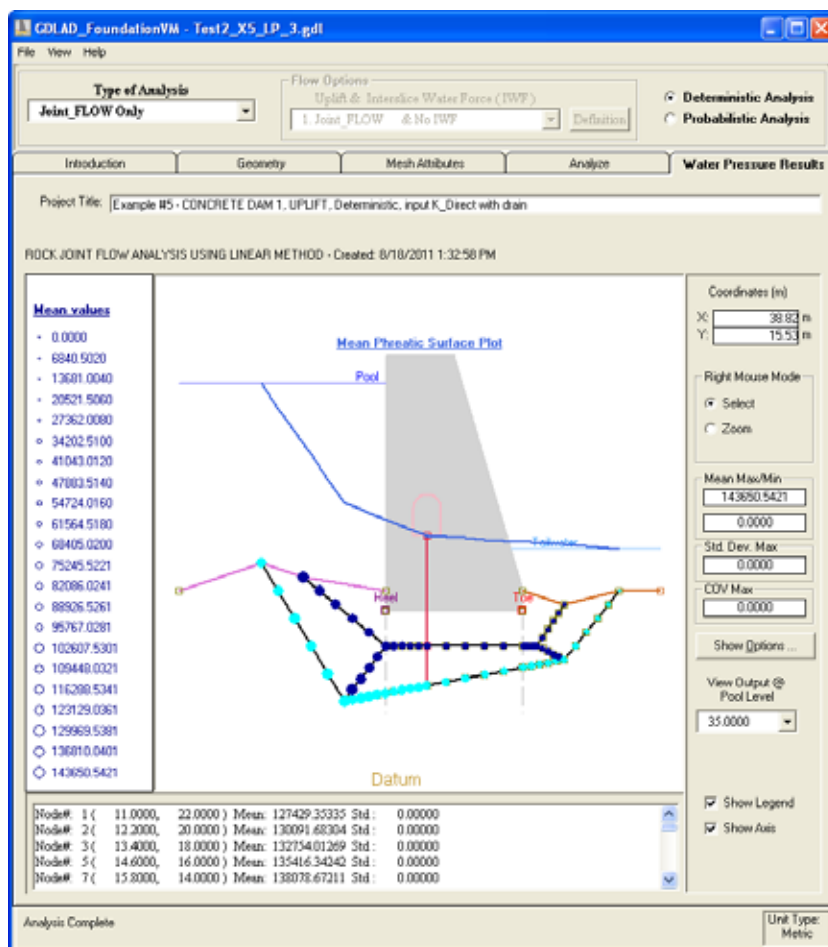 GDLAD_FoundationVM - Test2_X5_LP_3.gdl
File View Help
Type of Analysis
Joint_FLOW Only
Flow Options
Uplift & Interslice Water Force (IWF)
1. Joint_FLOW & No IWF
Definition
Deterministic Analysis
Probabilistic Analysis
Introduction Geometry Mesh Attributes Analyze Water Pressure Results
Project Title: Example #5 - CONCRETE DAM 1, UPLIFT, Deterministic, input K_Direct with drain
ROCK JOINT FLOW ANALYSIS USING LINEAR METHOD - Created: 8/18/2011 1:32:58 PM
Mean values
0.0000
6840.5020
13681.0040
20521.5060
27362.0080
34202.5100
41043.0120
47883.5140
54724.0160
61564.5180
68405.0200
75245.5221
82086.0241
88926.5261
95767.0281
102607.5301
109448.0321
116288.5341
123129.0361
129969.5381
136810.0401
143650.5421
Mean Phreatic Surface Plot
Pool
Tailwater
Heel
Toe
Datum
Coordinates (m)
X: 38.82 m
Y: 15.53 m
Right Mouse Mode
Select
Zoom
Mean Max/Min
143650.5421
0.0000
Std. Dev. Max
0.0000
COV Max
0.0000
Show Options ...
View Output @
Pool Level
35.0000
Show Legend
Show Axis
Node#: 1 ( 11.0000, 22.0000 ) Mean: 127429.35335 Std : 0.00000
Node#: 2 ( 12.2000, 20.0000 ) Mean: 130091.68304 Std : 0.00000
Node#: 3 ( 13.4000, 18.0000 ) Mean: 132754.01269 Std : 0.00000
Node#: 5 ( 14.6000, 16.0000 ) Mean: 135416.34242 Std : 0.00000
Node#: 7 ( 15.8000, 14.0000 ) Mean: 138078.67211 Std : 0.00000
Analysis Complete
Unit Type:
Metric